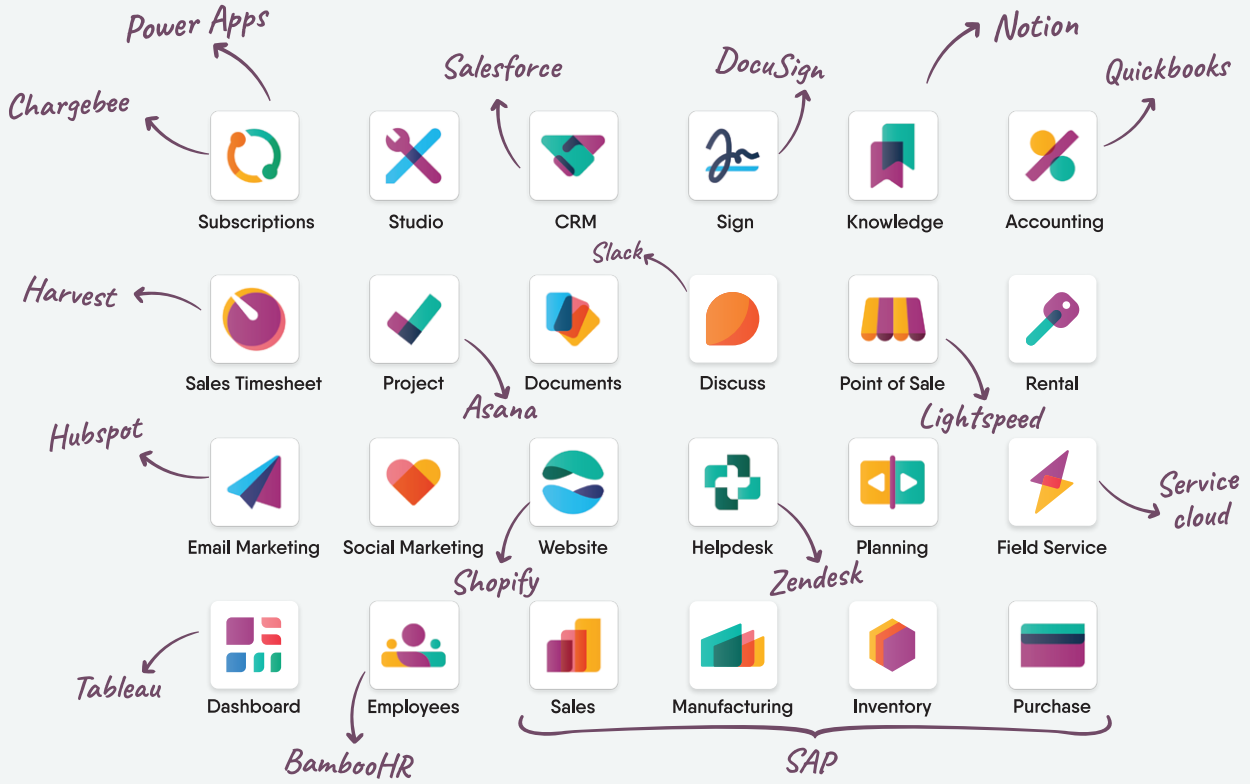 Power Apps
Salesforce
DocuSign
Notion
Quickbooks
Chargebee
Subscriptions
Studio
CRM
Sign
Knowledge
Accounting
Slack
Harvest
Sales Timesheet
Project
Documents
Discuss
Point of Sale
Rental
Asana
Lightspeed
Hubspot
Service
cloud
Email Marketing
Social Marketing
Website
Helpdesk
Planning
Field Service
Shopify
Zendesk
Tableau
Dashboard
Employees
Sales
Manufacturing
Inventory
Purchase
BambooHR
SAP